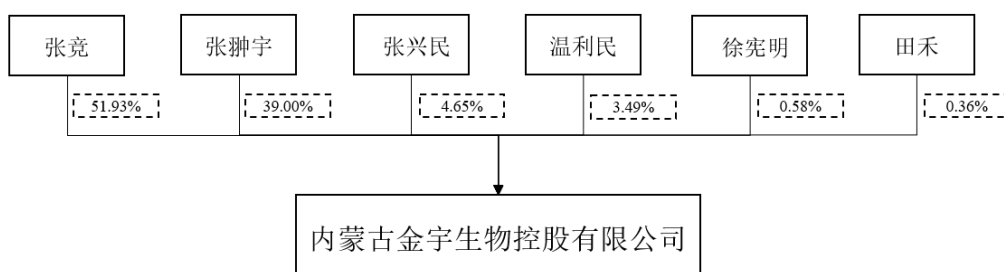 张竞
张翀宇
张兴民
温利民
徐宪明
田禾
51.93%
39.00%
4.65%
3.49%
0.58%
0.36%
内蒙古金宇生物控股有限公司